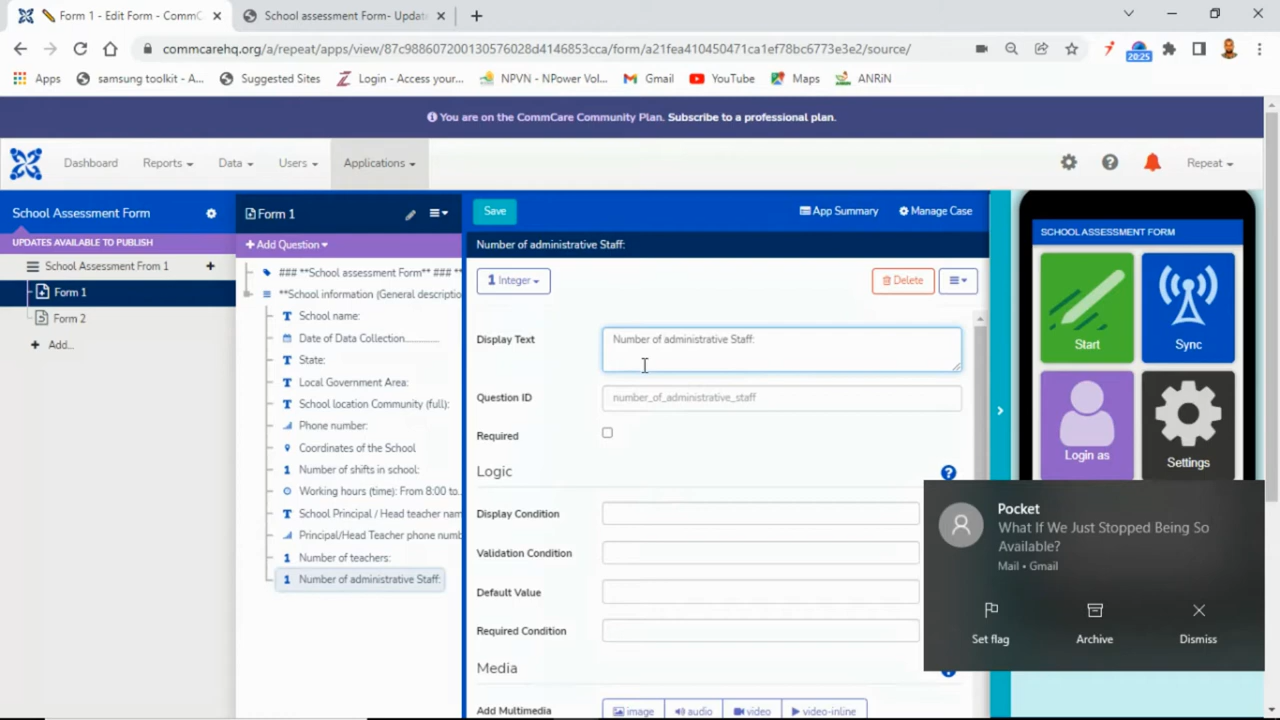 Form 1 - Edit Form - CommC
School assessment Form- Updat
commcarehq.org/a/repeat/apps/view/87c988607200130576028d4146853cca/form/a21fea410450471ca1ef78bc6773e3e2/source/
20:25
Apps
samsung toolkit - A...
Suggested Sites
Login - Access your...
NPVN - NPower Vol...
Gmail
YouTube
Maps
ANRiN
You are on the CommCare Community Plan. Subscribe to a professional plan.
Dashboard
Reports
Data
Users
Applications
Repeat
School Assessment Form
UPDATES AVAILABLE TO PUBLISH
School Assessment From 1
Form 1
Form 2
Add...
Form 1
Add Question
### **School assessment Form** ### **
**School information (General descriptio
School name:
Date of Data Collection............
State:
Local Government Area:
School location Community (full):
Phone number:
Coordinates of the School
Number of shifts in school:
Working hours (time): From 8:00 to...
School Principal / Head teacher nam
Principal/Head Teacher phone numb
Number of teachers:
Number of administrative Staff:
Save
App Summary
Manage Case
Number of administrative Staff:
1 Integer
Delete
Display Text
Number of administrative Staff:
Question ID
number_of_administrative_staff
Required
Logic
Display Condition
Validation Condition
Default Value
Required Condition
Media
Add Multimedia
image
audio
video
video-inline
SCHOOL ASSESSMENT FORM
Start
Sync
Login as
Settings
Pocket
What If We Just Stopped Being So
Available?
Mail • Gmail
Set flag
Archive
Dismiss